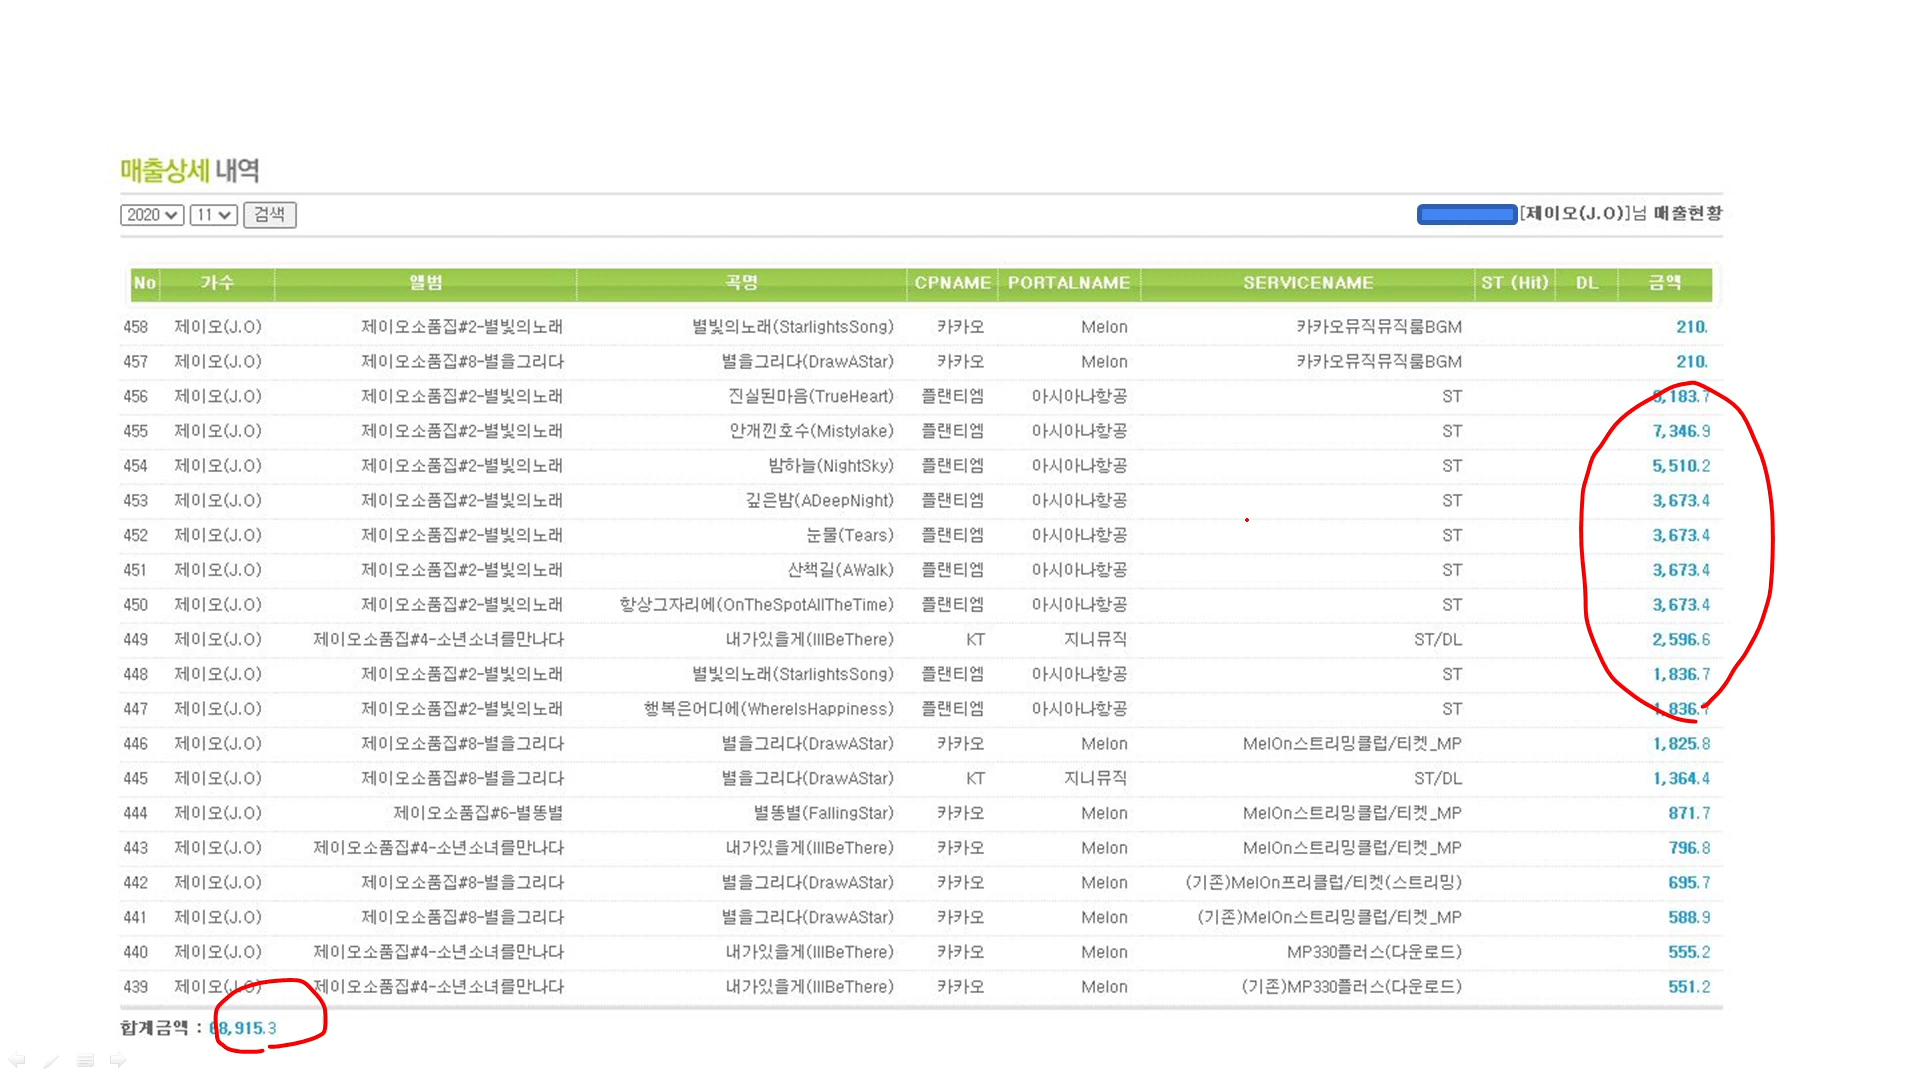 매출상세 내역
2020 11 검색 [제이오(J.O)]님 매출현황
No 가수 앨범 곡명 CPNAME PORTALNAME SERVICENAME ST (Hit) DL 금액
458 제이오(J.O) 제이오소품집#2-별빛의노래 별빛의노래(StarlightsSong) 카카오 Melon 카카오뮤직뮤직룸BGM 210.
457 제이오(J.O) 제이오소품집#8-별을그리다 별을그리다(DrawAStar) 카카오 Melon 카카오뮤직뮤직룸BGM 210.
456 제이오(J.O) 제이오소품집#2-별빛의노래 진실된마음(TrueHeart) 플랜티엠 아시아나항공 ST
455 제이오(J.O) 제이오소품집#2-별빛의노래 안개낀호수(Mistylake) 플랜티엠 아시아나항공 ST 7,346.9
454 제이오(J.O) 제이오소품집#2-별빛의노래 밤하늘(NightSky) 플랜티엠 아시아나항공 ST 5,510.2
453 제이오(J.O) 제이오소품집#2-별빛의노래 깊은밤(ADeepNight) 플랜티엠 아시아나항공 ST 3,673.4
452 제이오(J.O) 제이오소품집#2-별빛의노래 눈물(Tears) 플랜티엠 아시아나항공 ST 3,673.4
451 제이오(J.O) 제이오소품집#2-별빛의노래 산책길(AWalk) 플랜티엠 아시아나항공 ST 3,673.4
450 제이오(J.O) 제이오소품집#2-별빛의노래 항상그자리에(OnTheSpotAllTheTime) 플랜티엠 아시아나항공 ST 3,673.4
449 제이오(J.O) 제이오소품집#4-소년소녀를만나다 내가있을게(IllBeThere) KT 지니뮤직 ST/DL 2,596.6
448 제이오(J.O) 제이오소품집#2-별빛의노래 별빛의노래(StarlightsSong) 플랜티엠 아시아나항공 ST 1,836.7
447 제이오(J.O) 제이오소품집#2-별빛의노래 행복은어디에(WhereIsHappiness) 플랜티엠 아시아나항공 ST 1,836.7
446 제이오(J.O) 제이오소품집#8-별을그리다 별을그리다(DrawAStar) 카카오 Melon MelOn스트리밍클럽/티켓_MP 1,825.8
445 제이오(J.O) 제이오소품집#8-별을그리다 별을그리다(DrawAStar) KT 지니뮤직 ST/DL 1,364.4
444 제이오(J.O) 제이오소품집#6-별똥별 별똥별(FallingStar) 카카오 Melon MelOn스트리밍클럽/티켓_MP 871.7
443 제이오(J.O) 제이오소품집#4-소년소녀를만나다 내가있을게(IllBeThere) 카카오 Melon MelOn스트리밍클럽/티켓_MP 796.8
442 제이오(J.O) 제이오소품집#8-별을그리다 별을그리다(DrawAStar) 카카오 Melon (기존)MelOn프리클럽/티켓(스트리밍) 695.7
441 제이오(J.O) 제이오소품집#8-별을그리다 별을그리다(DrawAStar) 카카오 Melon (기존)MelOn스트리밍클럽/티켓_MP 588.9
440 제이오(J.O) 제이오소품집#4-소년소녀를만나다 내가있을게(IllBeThere) 카카오 Melon MP330플러스(다운로드) 555.2
439 제이오(J.O) 제이오소품집#4-소년소녀를만나다 내가있을게(IllBeThere) 카카오 Melon (기존)MP330플러스(다운로드) 551.2
합계금액 : 68,915.3